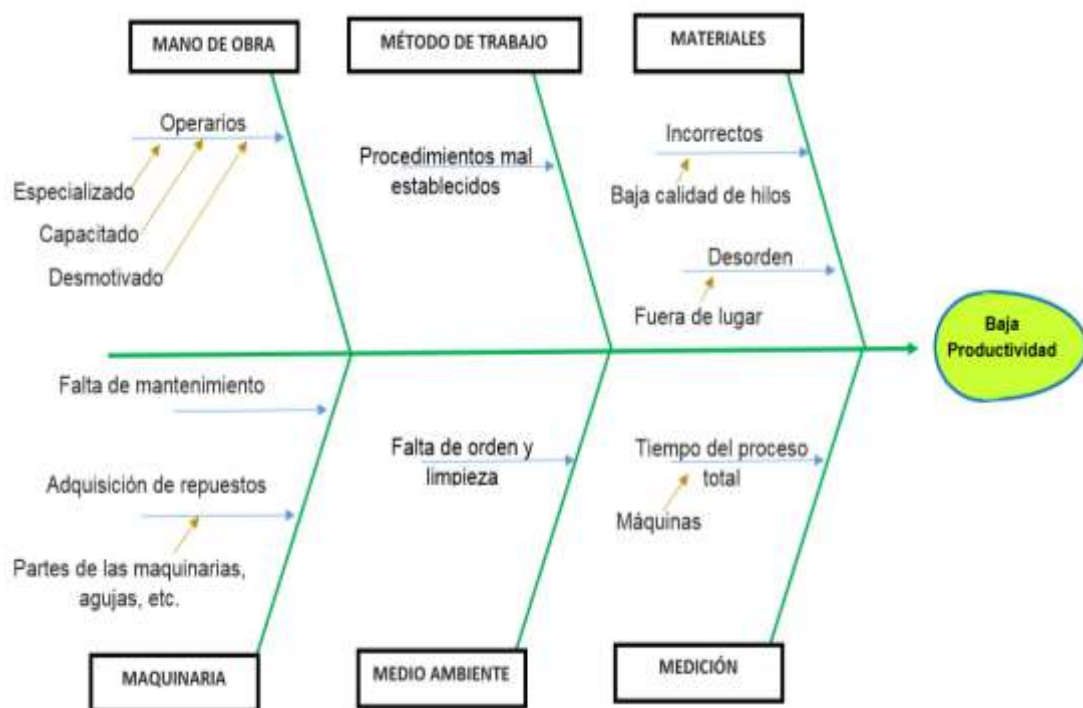 MANO DE OBRA
MÉTODO DE TRABAJO
MATERIALES
Operarios
Especializado
Capacitado
Desmotivado
Procedimientos mal
establecidos
Incorrectos
Baja calidad de hilos
Desorden
Fuera de lugar
Baja
Productividad
Falta de mantenimiento
Adquisición de repuestos
Partes de las maquinarias,
agujas, etc.
Falta de orden y
limpieza
Tiempo del proceso
total
Máquinas
MAQUINARIA
MEDIO AMBIENTE
MEDICIÓN